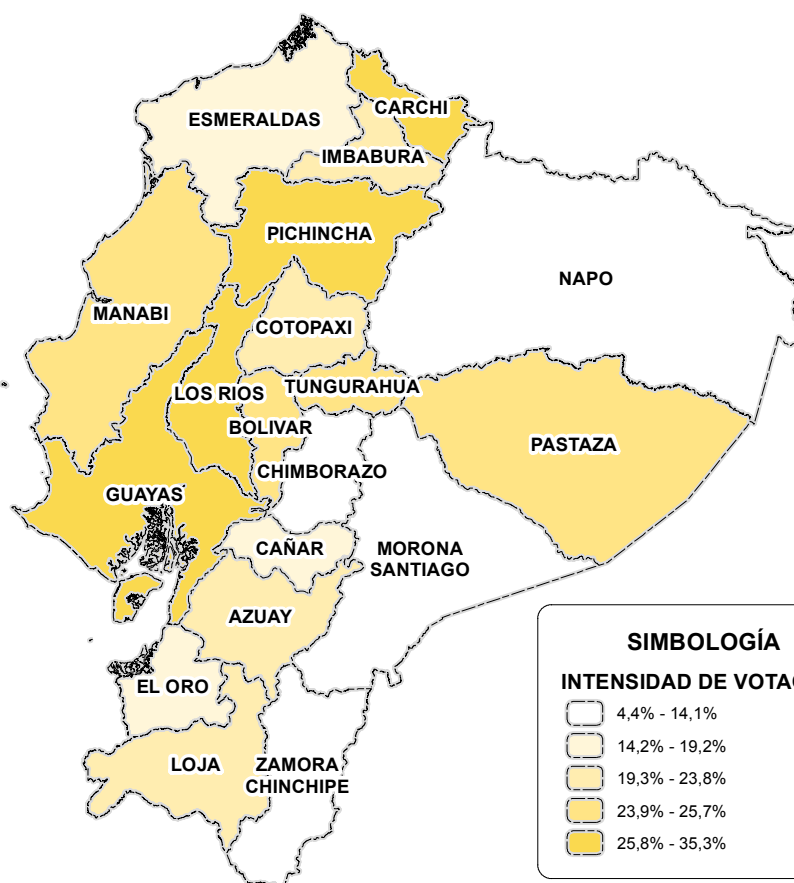 ESMERALDAS
CARCHI
IMBABURA
PICHINCHA
NAPO
MANABI
COTOPAXI
LOS RIOS
TUNGURAHUA
BOLIVAR
PASTAZA
CHIMBORAZO
GUAYAS
CAÑAR
MORONA
SANTIAGO
AZUAY
EL ORO
LOJA
ZAMORA
CHINCHIPE
SIMBOLOGÍA
INTENSIDAD DE
4,4% - 14,1%
14,2% - 19,2%
19,3% - 23,8%
23,9% - 25,7%
25,8% - 35,3%